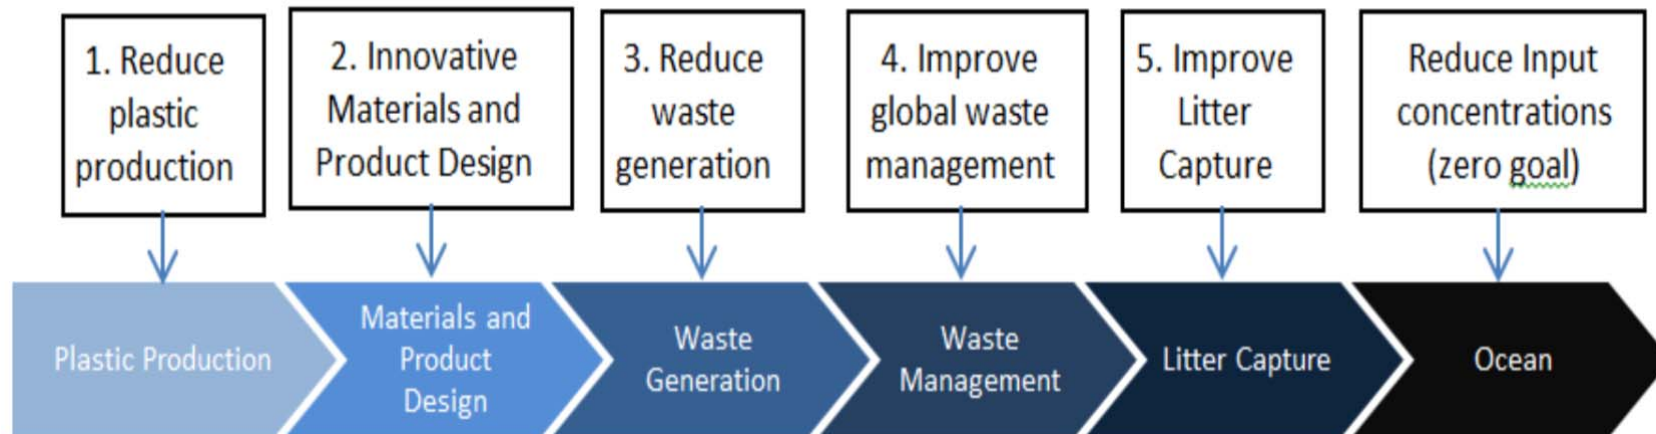 1. Reduce
plastic
production
2. Innovative
Materials and
Product Design
3. Reduce
waste
generation
4. Improve
global waste
management
5. Improve
Litter
Capture
Reduce Input
concentrations
(zero goal)
Plastic Production
Materials and
Product
Design
Waste
Generation
Waste
Management
Litter Capture
Ocean